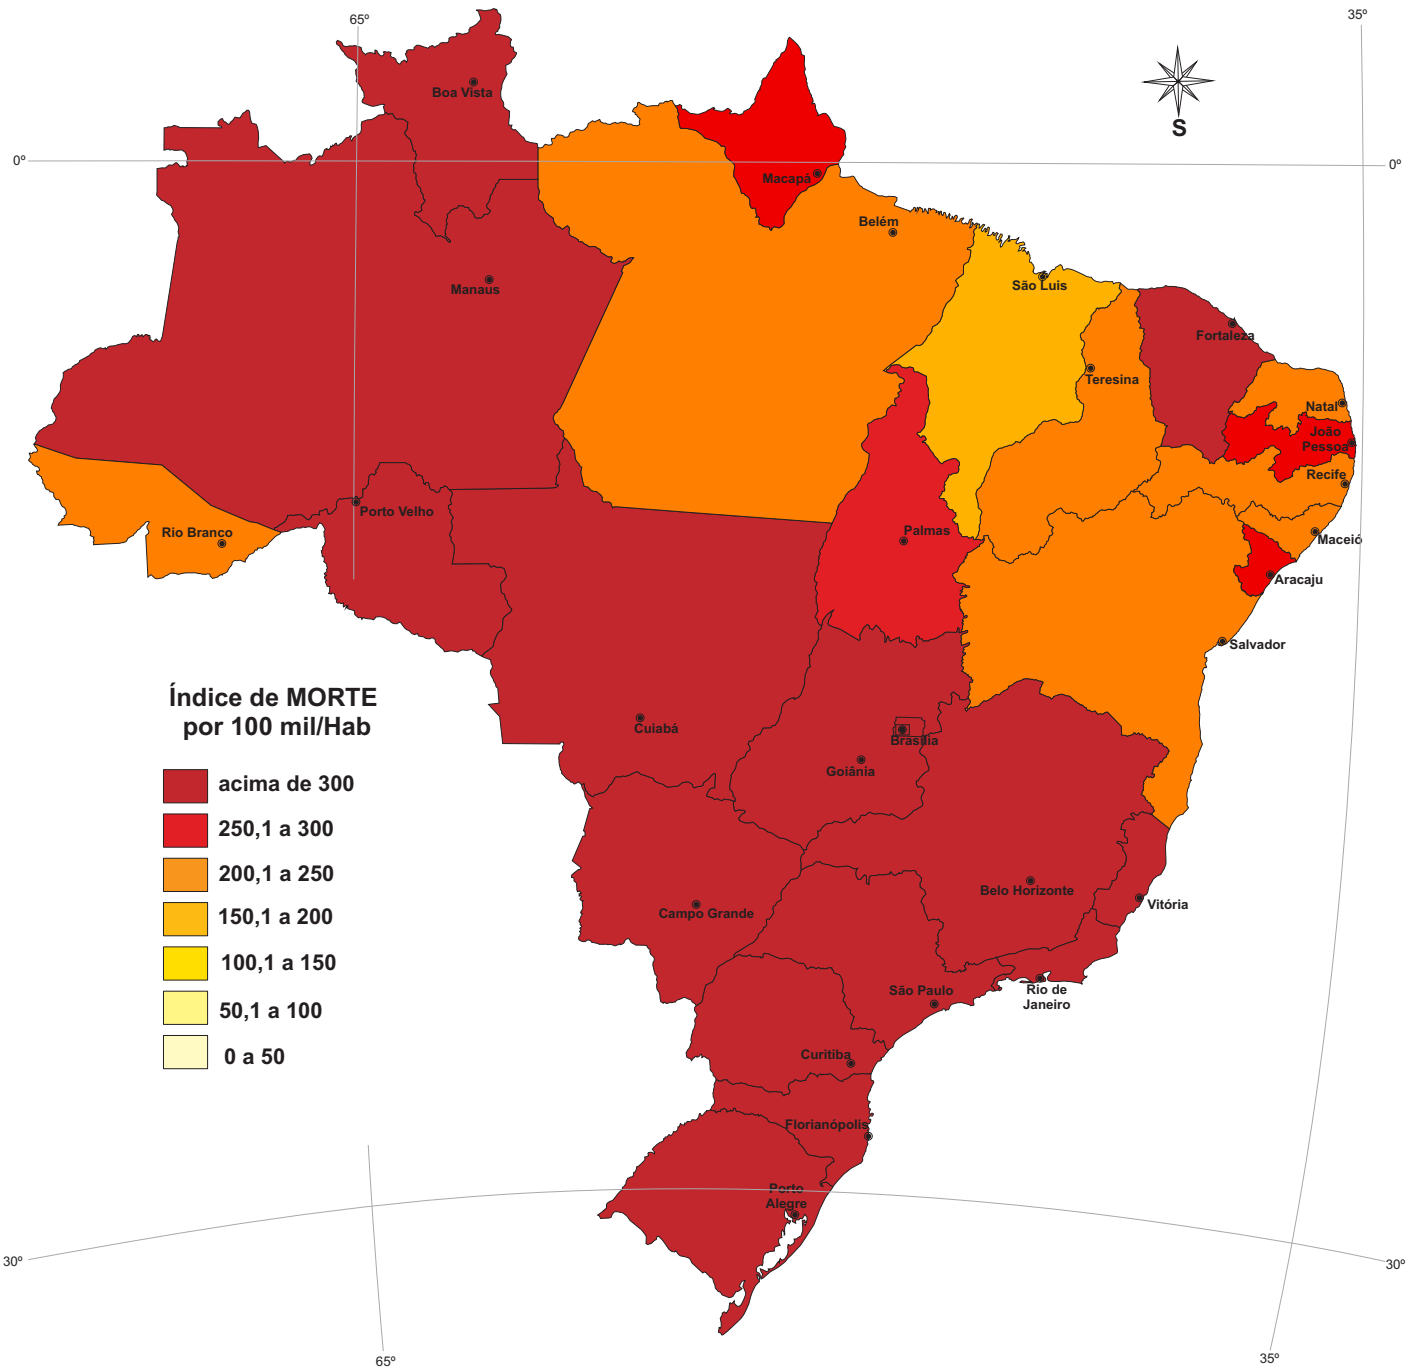 65º
35º
Boa Vista
S
0º
0º
Macapá
Belém
São Luis
Manaus
Fortaleza
Teresina
Natal
João
Pessoa
Recife
Porto Velho
Rio Branco
Palmas
Maceió
Aracaju
Salvador
Índice de MORTE
por 100 mil/Hab
Cuiabá
Brasília
Goiânia
acima de 300
250,1 a 300
200,1 a 250
150,1 a 200
100,1 a 150
50,1 a 100
0 a 50
Belo Horizonte
Vitória
Campo Grande
São Paulo
Rio de
Janeiro
Curitiba
Florianópolis
Porto
Alegre
30º
30º
65º
35º